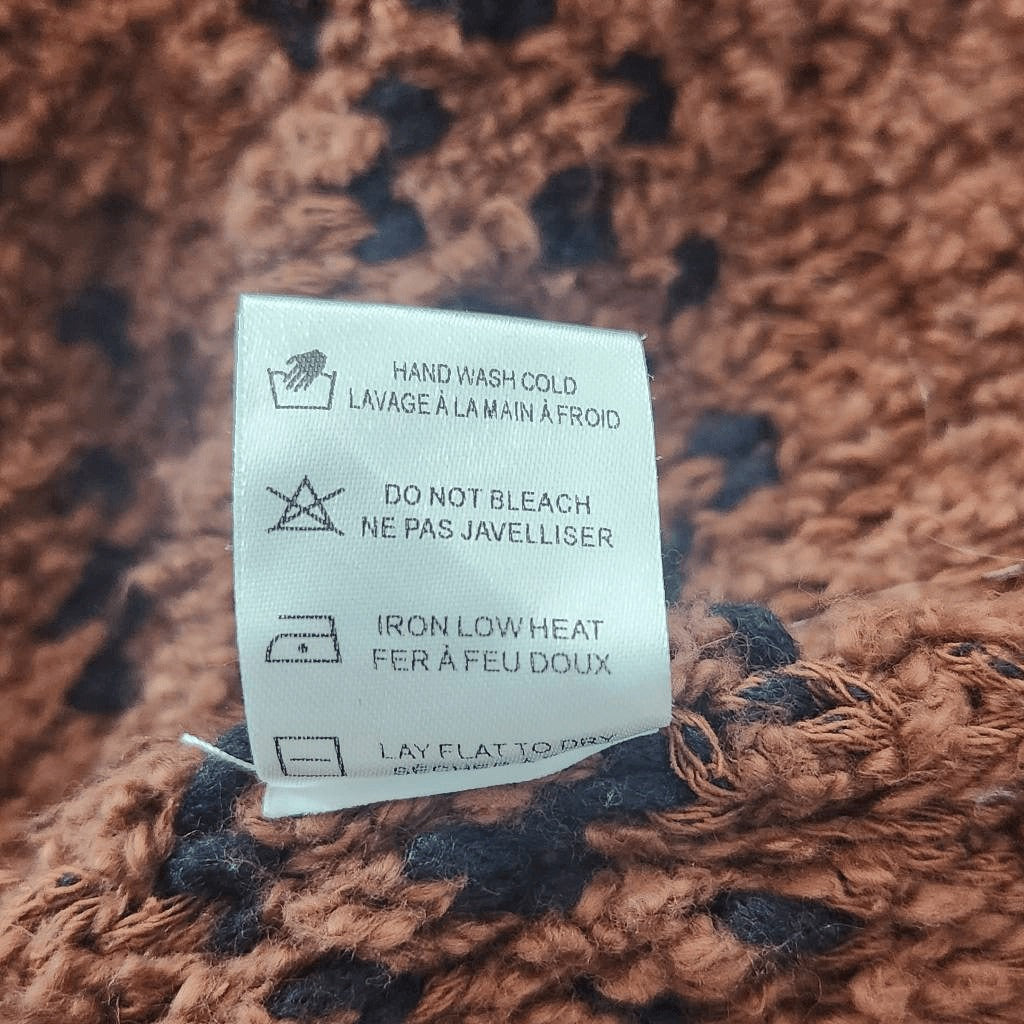 HAND WASH COLD
LAVAGE À LA MAIN À FROID
DO NOT BLEACH
NE PAS JAVELLISER
IRON LOW HEAT
FER À FEU DOUX
LAY FLAT TO DRY